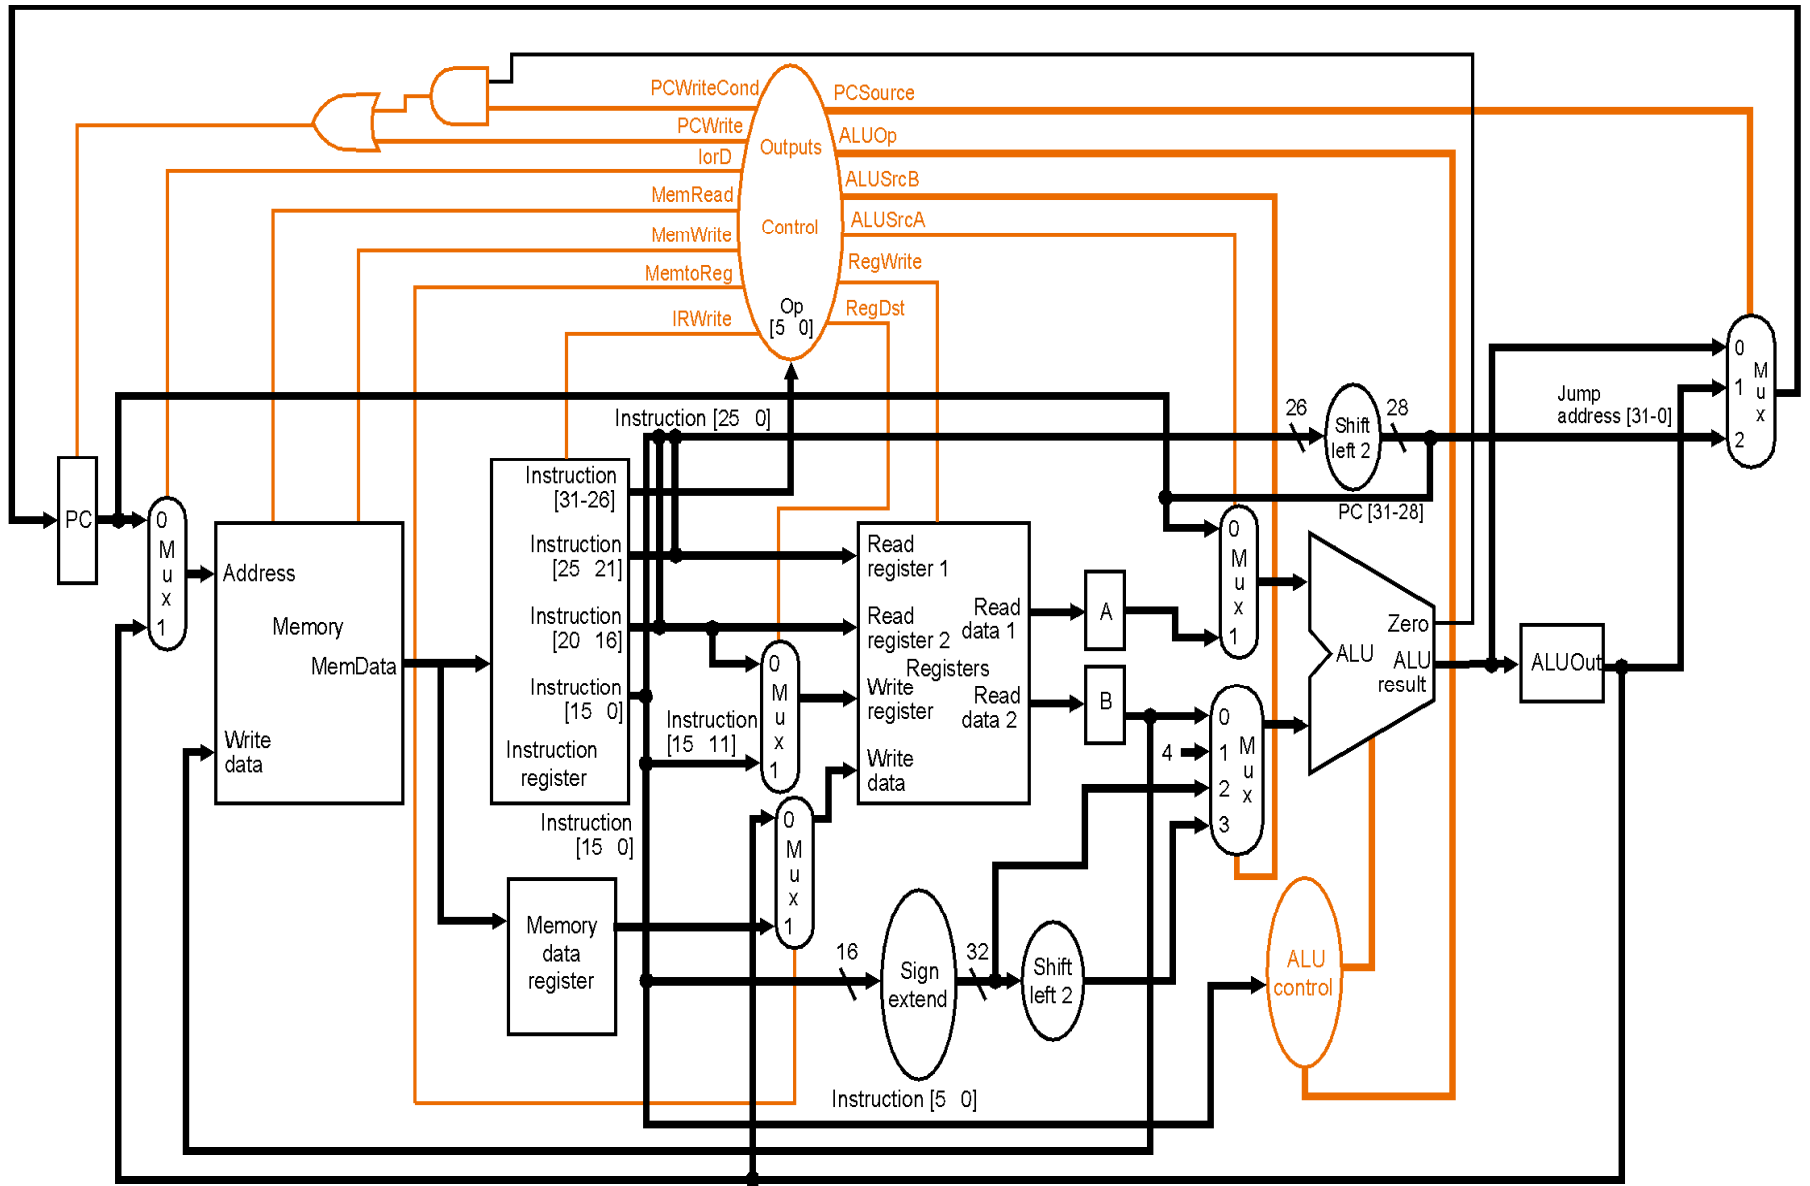 PCWriteCond
PCSource
PCWrite
ALUOp
Outputs
IorD
ALUSrcB
MemRead
ALUSrcA
Control
MemWrite
RegWrite
MemtoReg
Op
[5 0]
RegDst
IRWrite
Instruction [25 0]
26
Shift
left 2
28
Jump
address [31-0]
0
1
2
M
u
x
PC [31-28]
PC
0
M
u
x
1
Address
Memory
MemData
Write
data
Instruction
[31-26]
Instruction
[25 21]
Instruction
[20 16]
Instruction
[15 0]
Instruction
register
Instruction
[15 0]
Instruction
[15 11]
0
M
u
x
1
Read
register 1
Read
register 2
Registers
Write
register
Write
data
Read
data 1
Read
data 2
A
B
4
0
M
u
x
1
0
1
2
3
M
u
x
Zero
ALU
ALU
result
ALUOut
0
M
u
x
1
Memory
data
register
16
Sign
extend
32
Shift
left 2
ALU
control
Instruction [5 0]